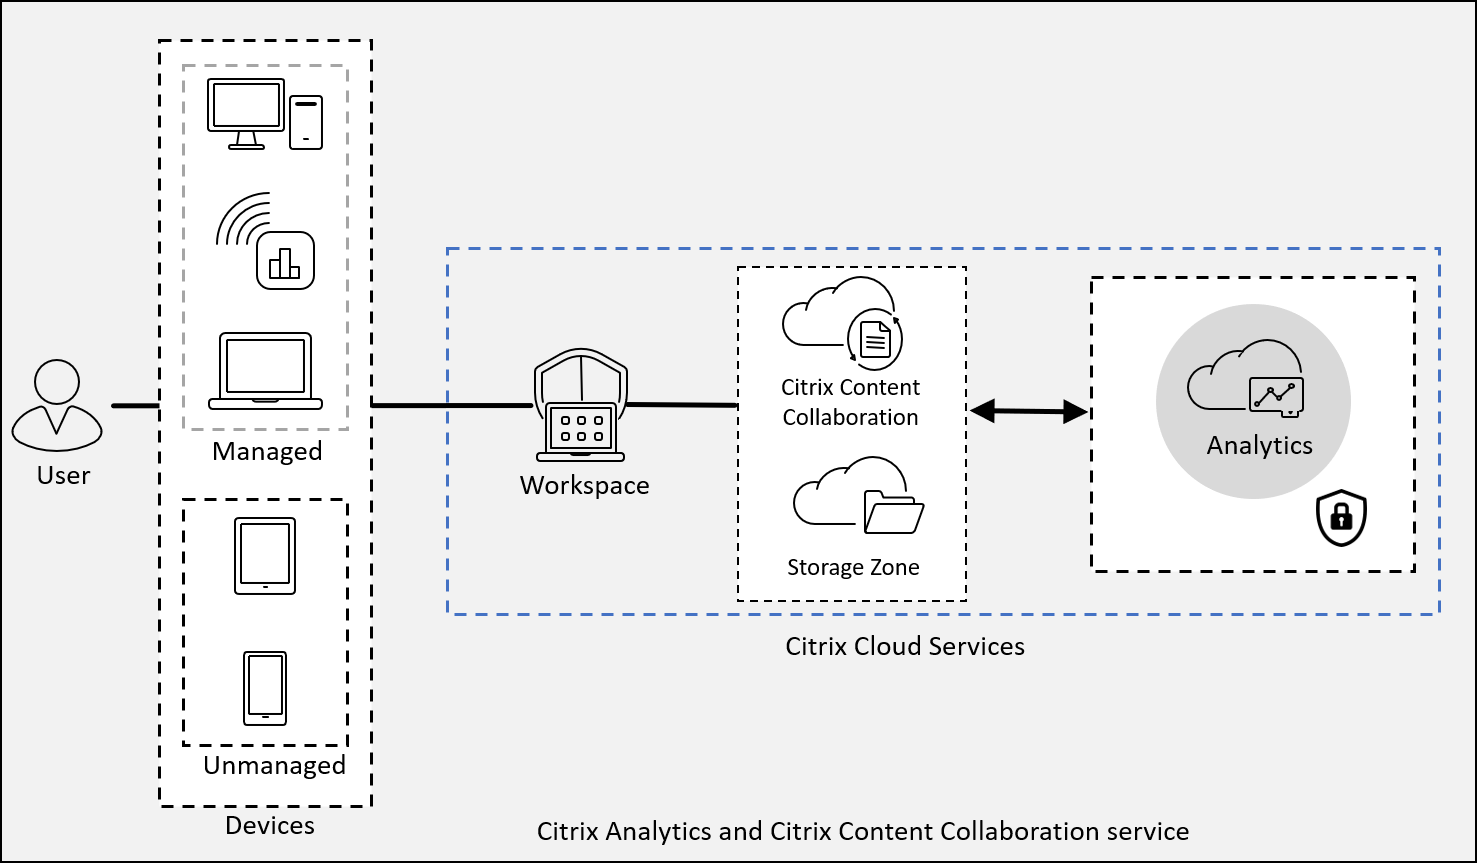 User
Managed
Unmanaged
Devices
Workspace
Citrix Content
Collaboration
Storage Zone
Analytics
Citrix Cloud Services
Citrix Analytics and Citrix Content Collaboration service